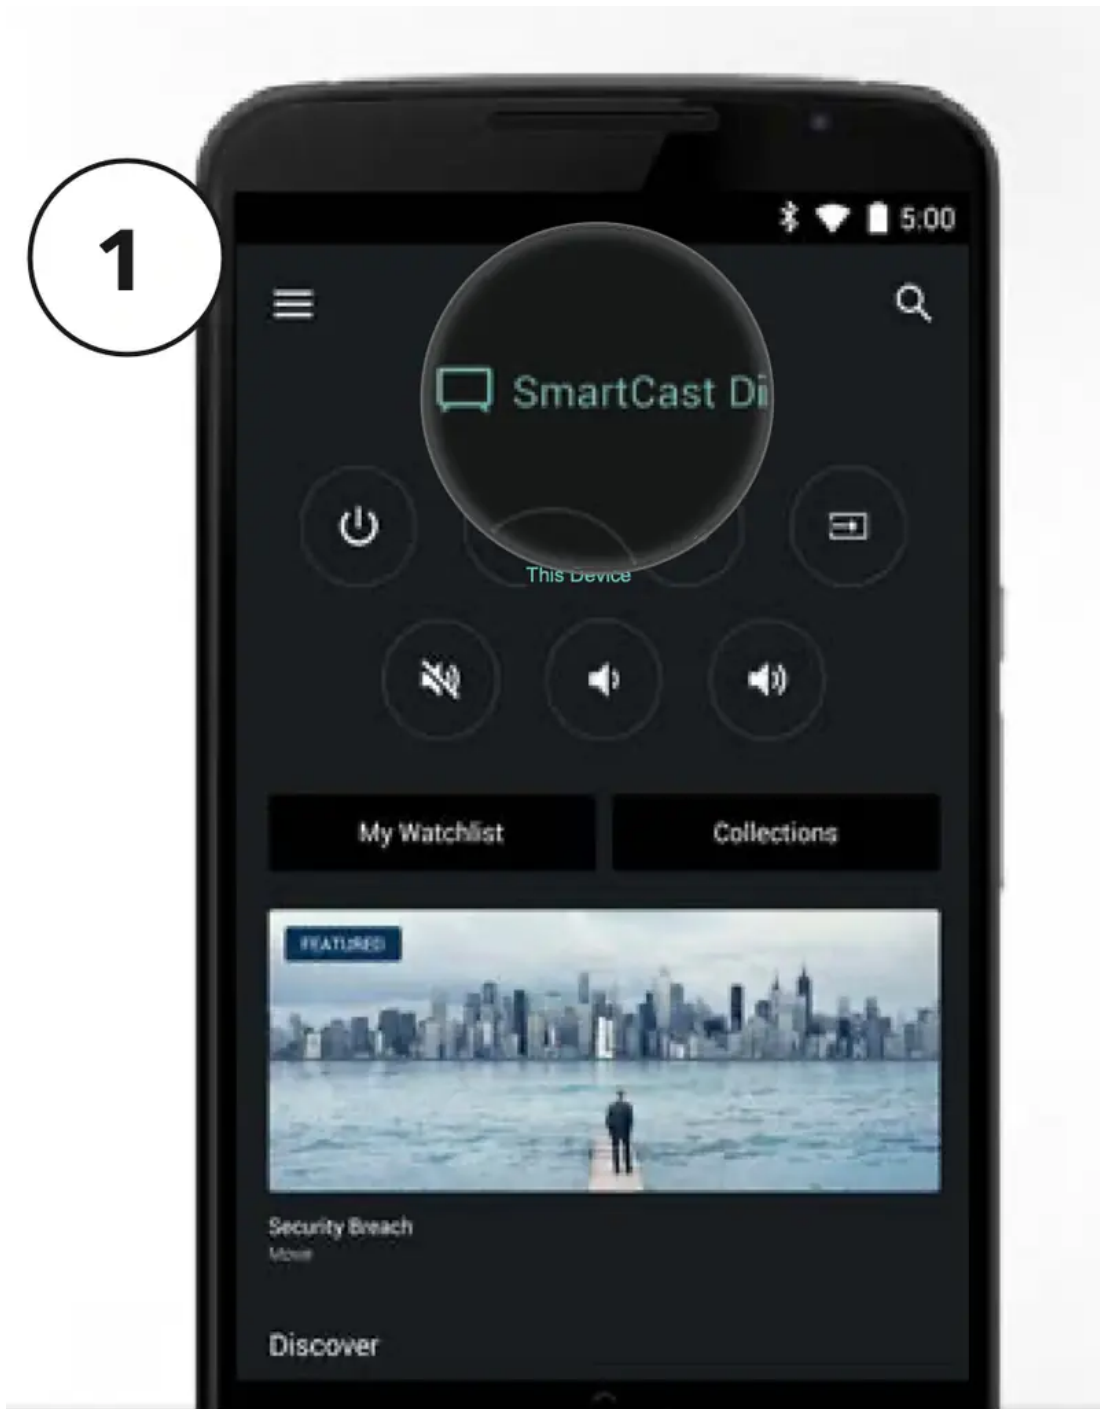 1
5:00
SmartCast Di
This Device
My Watchlist
Collections
FEATURED
Security Breach
Movie
Discover